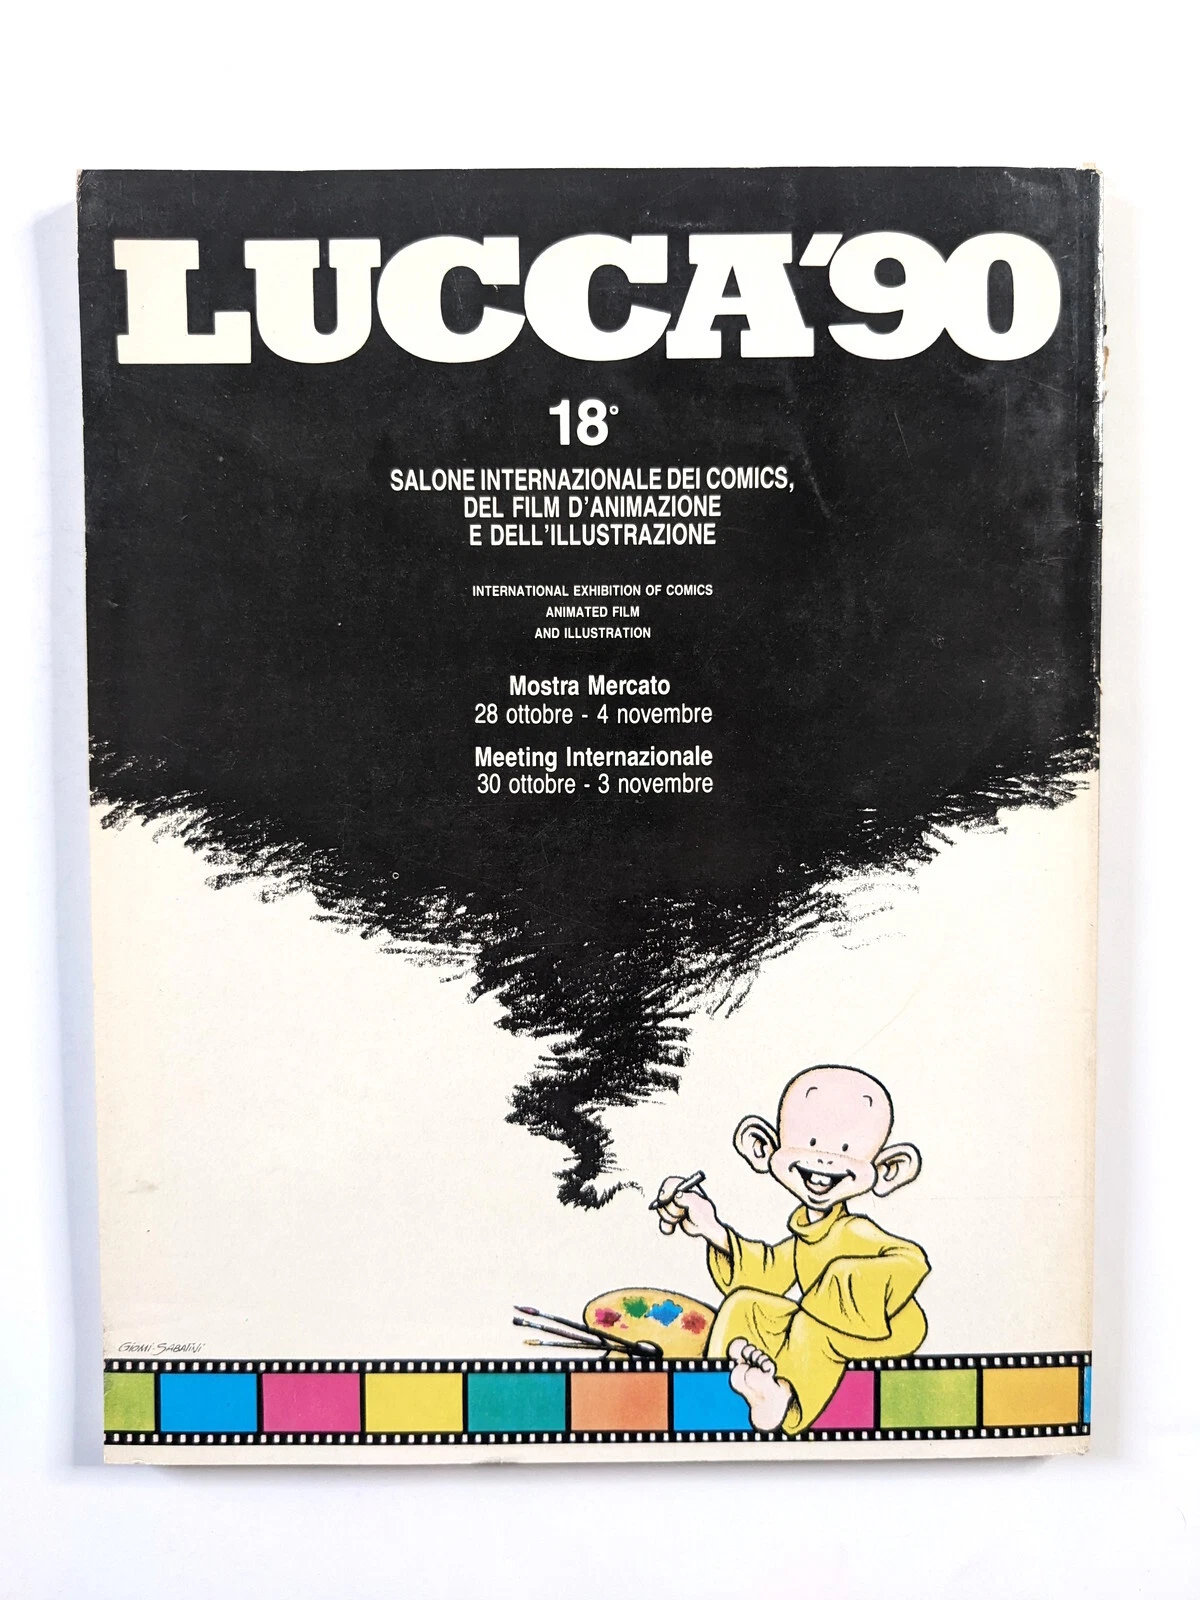 LUCCA'90
18°
SALONE INTERNAZIONALE DEI COMICS,
DEL FILM D'ANIMAZIONE
E DELL'ILLUSTRAZIONE
INTERNATIONAL EXHIBITION OF COMICS
ANIMATED FILM
AND ILLUSTRATION
Mostra Mercato
28 ottobre - 4 novembre
Meeting Internazionale
30 ottobre - 3 novembre
GIOMI-SABATINI